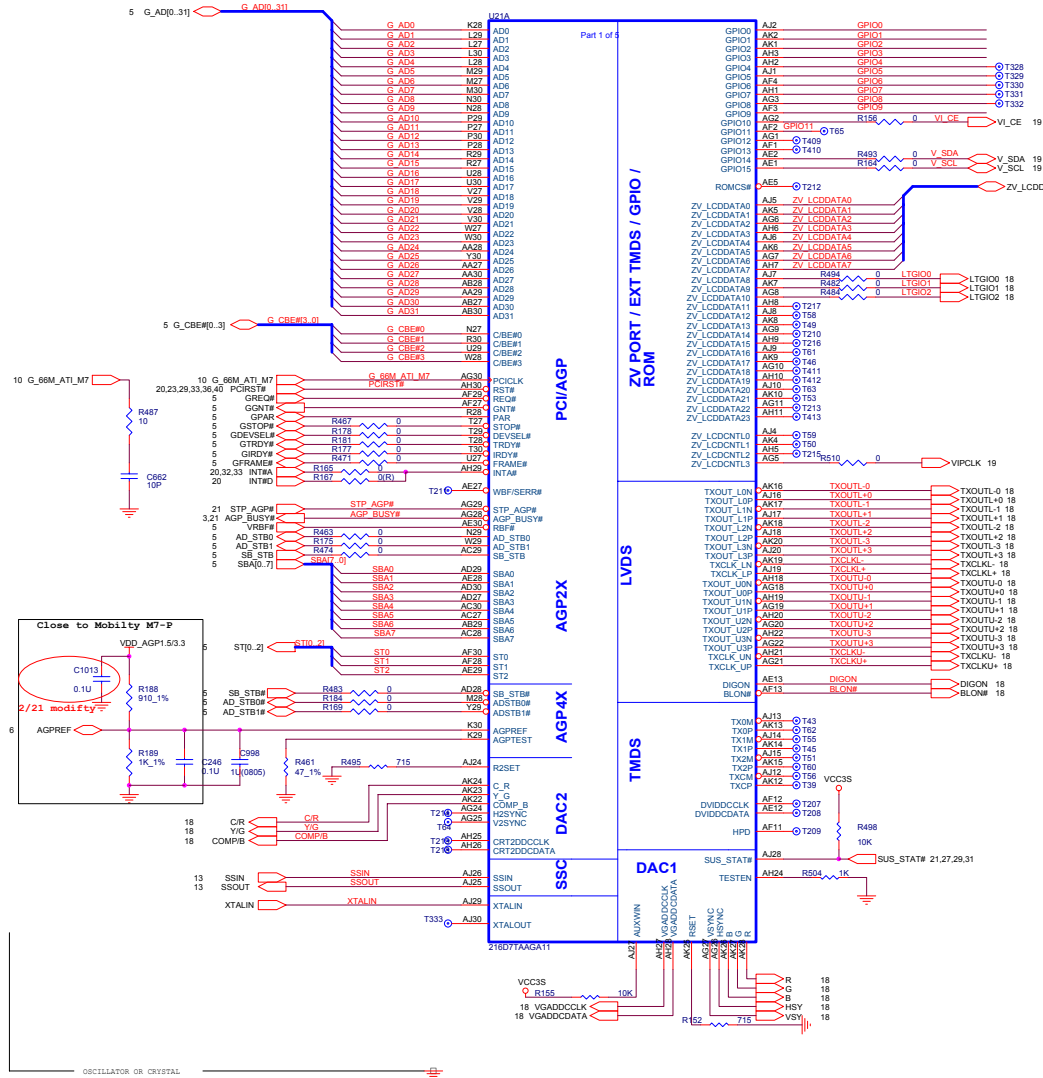 U21A
Part 1 of 5
5 G_AD[0..31] G_AD[0..31]
G_AD0 K28 AD0
G_AD1 L29 AD1
G_AD2 L27 AD2
G_AD3 L30 AD3
G_AD4 L28 AD4
G_AD5 M29 AD5
G_AD6 M27 AD6
G_AD7 M30 AD7
G_AD8 N30 AD8
G_AD9 N28 AD9
G_AD10 P29 AD10
G_AD11 P27 AD11
G_AD12 P30 AD12
G_AD13 P28 AD13
G_AD14 R29 AD14
G_AD15 R27 AD15
G_AD16 U28 AD16
G_AD17 U30 AD17
G_AD18 V27 AD18
G_AD19 V29 AD19
G_AD20 V28 AD20
G_AD21 V30 AD21
G_AD22 W27 AD22
G_AD23 W30 AD23
G_AD24 AA28 AD24
G_AD25 Y30 AD25
G_AD26 AA27 AD26
G_AD27 AA30 AD27
G_AD28 AB28 AD28
G_AD29 AA29 AD29
G_AD30 AB27 AD30
G_AD31 AB30 AD31
5 G_CBE#[0..3] G_CBE#[3..0]
G_CBE#0 N27 C/BE#0
G_CBE#1 R30 C/BE#1
G_CBE#2 U29 C/BE#2
G_CBE#3 W28 C/BE#3
10 G_66M_ATI_M7
R487
10
C662
10P
10 G_66M_ATI_M7 G_66M_ATI_M7 AG30 PCICLK
20,23,29,33,36,40 PCIRST# PCIRST# AH30 RST#
5 GREQ# AF29 REQ#
5 GGNT# AF27 GNT#
5 GPAR R28 PAR
5 GSTOP# R467 0 T27 STOP#
5 GDEVSEL# R178 0 T29 DEVSEL#
5 GTRDY# R181 0 T28 TRDY#
5 GIRDY# R177 0 T30 IRDY#
5 GFRAME# R471 0 U27 FRAME#
20,32,33 INT#A R165 0 AH29 INTA#
20 INT#D R167 0(R)
AE27 WBF/SERR#
21 STP_AGP# STP_AGP# AG29 STP_AGP#
3,21 AGP_BUSY# AGP_BUSY# AG28 AGP_BUSY#
5 VRBF# AE30 RBF#
5 AD_STB0 R463 0 N29 AD_STB0
5 AD_STB1 R175 0 W29 AD_STB1
5 SB_STB R474 0 AC29 SB_STB
5 SBA[0..7] SBA[7..0]
SBA0 AD29 SBA0
SBA1 AE28 SBA1
SBA2 AD30 SBA2
SBA3 AD27 SBA3
SBA4 AC30 SBA4
SBA5 AC27 SBA5
SBA6 AB29 SBA6
SBA7 AC28 SBA7
5 ST[0..2] ST[0..2]
ST0 AF30 ST0
ST1 AF28 ST1
ST2 AE29 ST2
5 SB_STB# R483 0 AD28 SB_STB#
5 AD_STB0# R184 0 M28 ADSTB0#
5 AD_STB1# R169 0 Y29 ADSTB1#
K30 AGPREF
K29 AGPTEST
R461
47_1%
R495 715 AJ24 R2SET
18 C/R C/R AK24 C_R
18 Y/G Y/G AK23 Y_G
18 COMP/B COMP/B AK22 COMP_B
AG24 H2SYNC
T64 AG25 V2SYNC
AH25 CRT2DDCCLK
AH26 CRT2DDCDATA
13 SSIN SSIN AJ26 SSIN
13 SSOUT SSOUT AJ25 SSOUT
XTALIN XTALIN AJ29 XTALIN
T333 AJ30 XTALOUT
216D7TAAGA11
Close to Mobilty M7-P
VDD_AGP1.5/3.3
C1013
0.1U
2/21 modifty
R188
910_1%
6 AGPREF
R189
1K_1%
C246
0.1U
C998
1U(0805)
PCI/AGP
AGP2X
AGP4X
DAC2
SSC
ZV PORT / EXT TMDS / GPIO / ROM
LVDS
TMDS
DAC1
GPIO0 AJ2 GPIO0
GPIO1 AK2 GPIO1
GPIO2 AK1 GPIO2
GPIO3 AH3 GPIO3
GPIO4 AH2 GPIO4 T328
GPIO5 AJ1 GPIO5 T329
GPIO6 AF4 GPIO6 T330
GPIO7 AH1 GPIO7 T331
GPIO8 AG3 GPIO8 T332
GPIO9 AF3 GPIO9
GPIO10 AG2 R156 0 VI_CE VI_CE 19
GPIO11 AF2 GPIO11 T65
GPIO12 AG1 T409
GPIO13 AF1 T410
GPIO14 AE2 R493 0 V_SDA V_SDA 19
GPIO15 AE1 R164 0 V_SCL V_SCL 19
ROMCS# AE5 T212
ZV_LCDD
ZV_LCDDATA0 AJ5 ZV_LCDDATA0
ZV_LCDDATA1 AK5 ZV_LCDDATA1
ZV_LCDDATA2 AG6 ZV_LCDDATA2
ZV_LCDDATA3 AH6 ZV_LCDDATA3
ZV_LCDDATA4 AJ6 ZV_LCDDATA4
ZV_LCDDATA5 AK6 ZV_LCDDATA5
ZV_LCDDATA6 AG7 ZV_LCDDATA6
ZV_LCDDATA7 AH7 ZV_LCDDATA7
ZV_LCDDATA8 AJ7 R494 0 LTGIO0 LTGIO0 18
ZV_LCDDATA9 AK7 R482 0 LTGIO1 LTGIO1 18
ZV_LCDDATA10 AG8 R484 0 LTGIO2 LTGIO2 18
ZV_LCDDATA11 AH8 T217
ZV_LCDDATA12 AJ8 T58
ZV_LCDDATA13 AK8 T49
ZV_LCDDATA14 AG9 T210
ZV_LCDDATA15 AH9 T216
ZV_LCDDATA16 AJ9 T61
ZV_LCDDATA17 AK9 T46
ZV_LCDDATA18 AG10 T411
ZV_LCDDATA19 AH10 T412
ZV_LCDDATA20 AJ10 T63
ZV_LCDDATA21 AK10 T53
ZV_LCDDATA22 AG11 T213
ZV_LCDDATA23 AH11 T413
ZV_LCDCNTL0 AJ4 T59
ZV_LCDCNTL1 AK4 T50
ZV_LCDCNTL2 AH5 T215
ZV_LCDCNTL3 AG5 R510 0 VIPCLK 19
TXOUT_L0N AK16 TXOUTL-0 TXOUTL-0 18
TXOUT_L0P AJ16 TXOUTL+0 TXOUTL+0 18
TXOUT_L1N AK17 TXOUTL-1 TXOUTL-1 18
TXOUT_L1P AJ17 TXOUTL+1 TXOUTL+1 18
TXOUT_L2N AK18 TXOUTL-2 TXOUTL-2 18
TXOUT_L2P AJ18 TXOUTL+2 TXOUTL+2 18
TXOUT_L3N AK20 TXOUTL-3 TXOUTL-3 18
TXOUT_L3P AJ20 TXOUTL+3 TXOUTL+3 18
TXCLK_LN AK19 TXCLKL- TXCLKL- 18
TXCLK_LP AJ19 TXCLKL+ TXCLKL+ 18
TXOUT_U0N AH18 TXOUTU-0 TXOUTU-0 18
TXOUT_U0P AG18 TXOUTU+0 TXOUTU+0 18
TXOUT_U1N AH19 TXOUTU-1 TXOUTU-1 18
TXOUT_U1P AG19 TXOUTU+1 TXOUTU+1 18
TXOUT_U2N AH20 TXOUTU-2 TXOUTU-2 18
TXOUT_U2P AG20 TXOUTU+2 TXOUTU+2 18
TXOUT_U3N AH22 TXOUTU-3 TXOUTU-3 18
TXOUT_U3P AG22 TXOUTU+3 TXOUTU+3 18
TXCLK_UN AH21 TXCLKU- TXCLKU- 18
TXCLK_UP AG21 TXCLKU+ TXCLKU+ 18
DIGON AE13 DIGON DIGON 18
BLON# AF13 BLON# BLON# 18
TX0M AJ13 T43
TX0P AK13 T62
TX1M AJ14 T55
TX1P AK14 T45
TX2M AJ15 T51
TX2P AK15 T60
TXCM AJ12 T56
TXCP AK12 T39
DVIDDCCLK AF12 T207
DVIDDCDATA AE12 T208
HPD AF11 T209
VCC3S
R498
10K
SUS_STAT# AJ28 SUS_STAT# 21,27,29,31
TESTEN AH24 R504 1K
AUXWIN
VGADDCCLK AH27
VGADDCDATA
RSET
VSYNC
HSYNC
B
G
R
VCC3S
R155 10K
18 VGADDCCLK
18 VGADDCDATA
R 18
G 18
B 18
HSY 18
VSY 18
R152 715
OSCILLATOR OR CRYSTAL